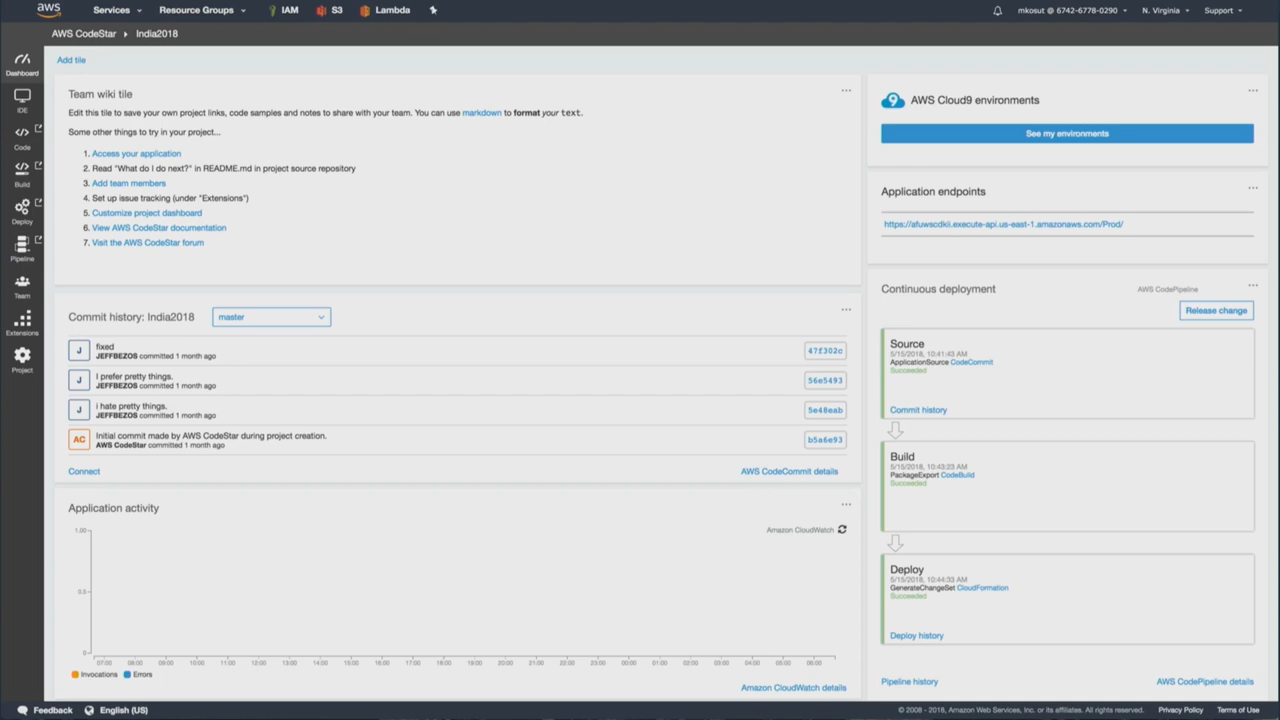 aws Services Resource Groups IAM S3 Lambda mkosut @ 6742-6778-0290 N. Virginia Support
AWS CodeStar India2018
Dashboard
IDE
Code
Build
Deploy
Pipeline
Team
Extensions
Project
Add tile
Team wiki tile
Edit this tile to save your own project links, code samples and notes to share with your team. You can use markdown to format your text.
Some other things to try in your project...
1. Access your application
2. Read "What do I do next?" in README.md in project source repository
3. Add team members
4. Set up issue tracking (under "Extensions")
5. Customize project dashboard
6. View AWS CodeStar documentation
7. Visit the AWS CodeStar forum
Commit history: India2018 master
J fixed
JEFFBEZOS committed 1 month ago 47f302c
J I prefer pretty things.
JEFFBEZOS committed 1 month ago 56e5493
J i hate pretty things.
JEFFBEZOS committed 1 month ago 5e48eab
AC Initial commit made by AWS CodeStar during project creation.
AWS CodeStar committed 1 month ago b5a6e93
Connect AWS CodeCommit details
Application activity
Amazon CloudWatch
1.00
0.5
0
07:00 08:00 09:00 10:00 11:00 12:00 13:00 14:00 15:00 16:00 17:00 18:00 19:00 20:00 21:00 22:00 23:00 00:00 01:00 02:00 03:00 04:00 05:00 06:00
Invocations Errors
Amazon CloudWatch details
9 AWS Cloud9 environments
See my environments
Application endpoints
https://afuwscdkii.execute-api.us-east-1.amazonaws.com/Prod/
Continuous deployment AWS CodePipeline
Release change
Source
5/15/2018, 10:41:43 AM
ApplicationSource CodeCommit
Succeeded
Commit history
Build
5/15/2018, 10:43:23 AM
PackageExport CodeBuild
Succeeded
Deploy
5/15/2018, 10:44:33 AM
GenerateChangeSet CloudFormation
Succeeded
Deploy history
Pipeline history AWS CodePipeline details
Feedback English (US) © 2008 - 2018, Amazon Web Services, Inc. or its affiliates. All rights reserved. Privacy Policy Terms of Use